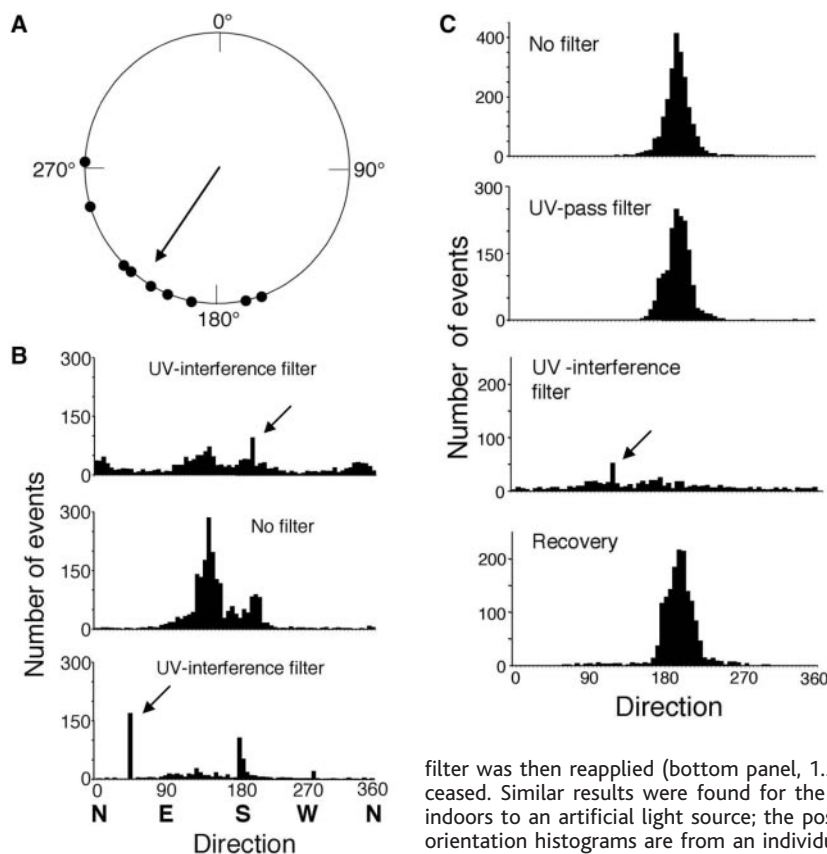 A
0°
270°
90°
180°
B
300
UV-interference filter
150
0
300
No filter
150
0
300
UV-interference filter
150
0
Number of events
0 90 180 270 360
N E S W N
Direction
C
400
No filter
200
0
300
UV-pass filter
150
0
200
UV -interference
filter
100
0
200
Recovery
100
0
Number of events
0 90 180 270 360
Direction
filter was then reapplied (bottom panel, 1.
ceased. Similar results were found for the
indoors to an artificial light source; the pos
orientation histograms are from an individu